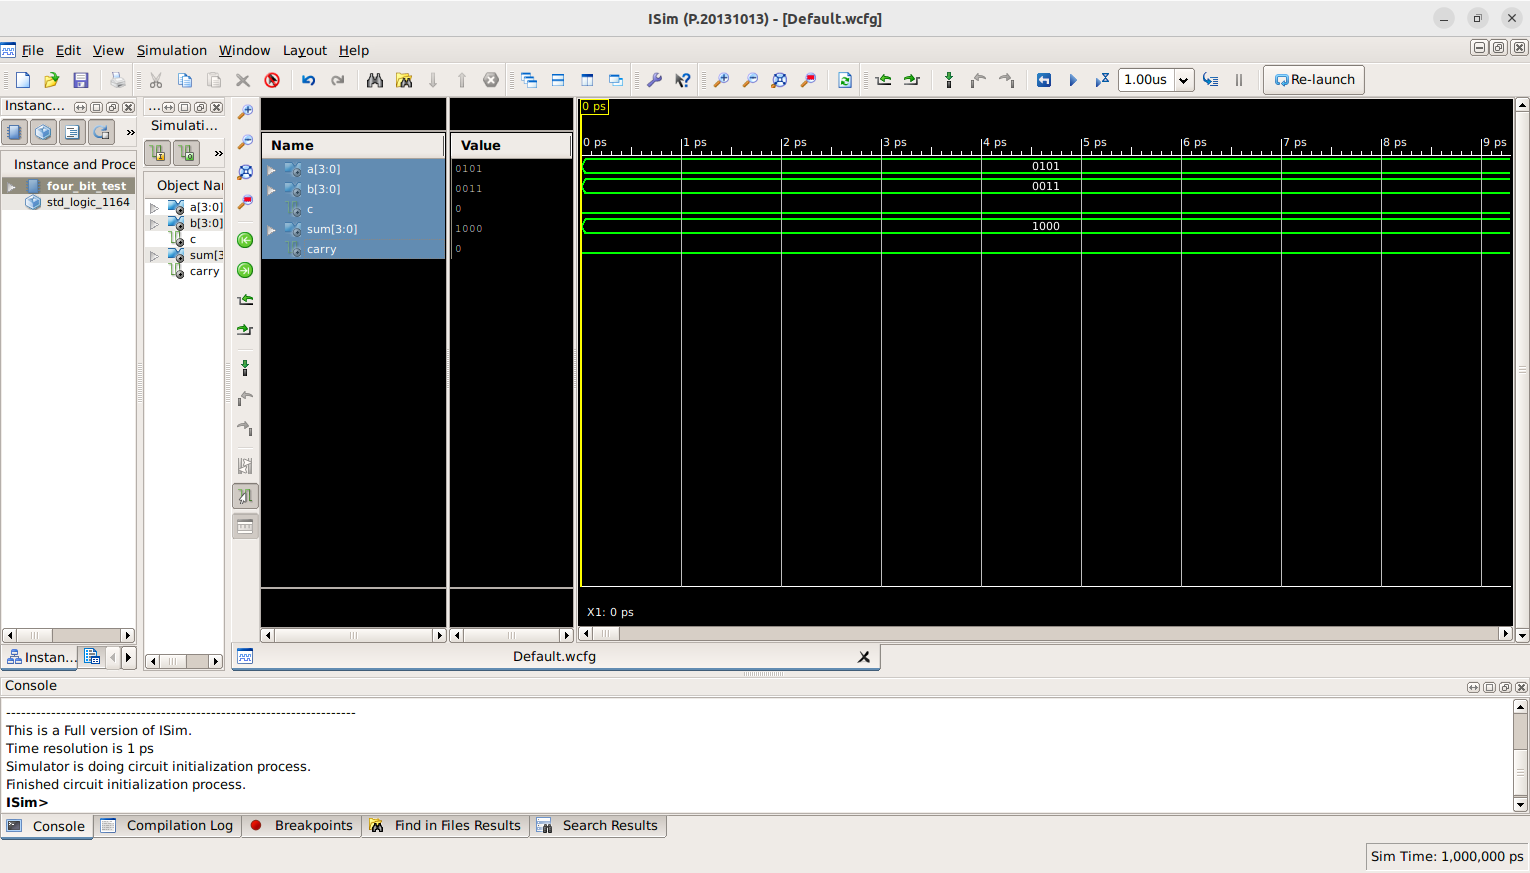 ISim (P.20131013) - [Default.wcfg]
File Edit View Simulation Window Layout Help
1.00us
Re-launch
Instanc...
»
Instance and Proce
four_bit_test
std_logic_1164
Instan...
...
Simulati...
»
Object Nar
a[3:0]
b[3:0]
c
sum[3
carry
Name Value
a[3:0] 0101
b[3:0] 0011
c 0
sum[3:0] 1000
carry 0
0 ps
0 ps 1 ps 2 ps 3 ps 4 ps 5 ps 6 ps 7 ps 8 ps 9 ps
0101
0011
1000
X1: 0 ps
Default.wcfg
Console
-----------------------------------------------------------------------
This is a Full version of ISim.
Time resolution is 1 ps
Simulator is doing circuit initialization process.
Finished circuit initialization process.
ISim>
Console Compilation Log Breakpoints Find in Files Results Search Results
Sim Time: 1,000,000 ps